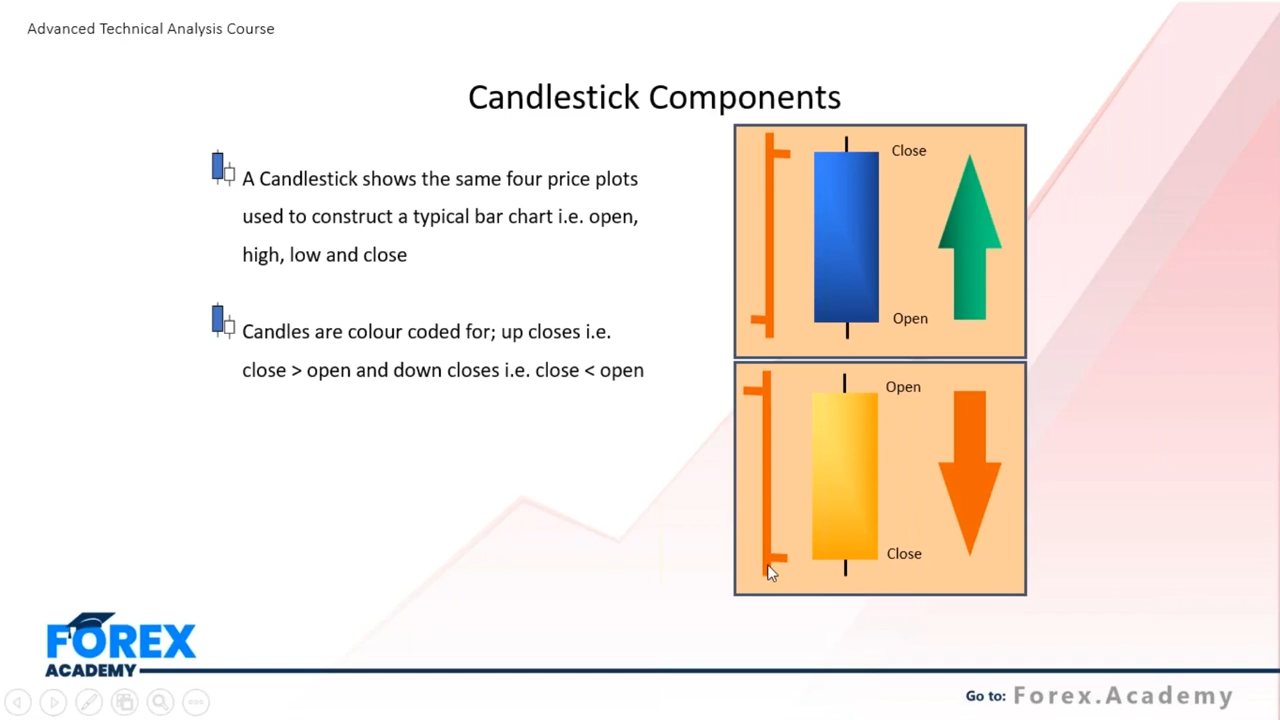 Advanced Technical Analysis Course
Candlestick Components
A Candlestick shows the same four price plots
used to construct a typical bar chart i.e. open,
high, low and close
Candles are colour coded for; up closes i.e.
close > open and down closes i.e. close < open
Close
Open
Open
Close
FOREX
ACADEMY
Go to: Forex.Academy